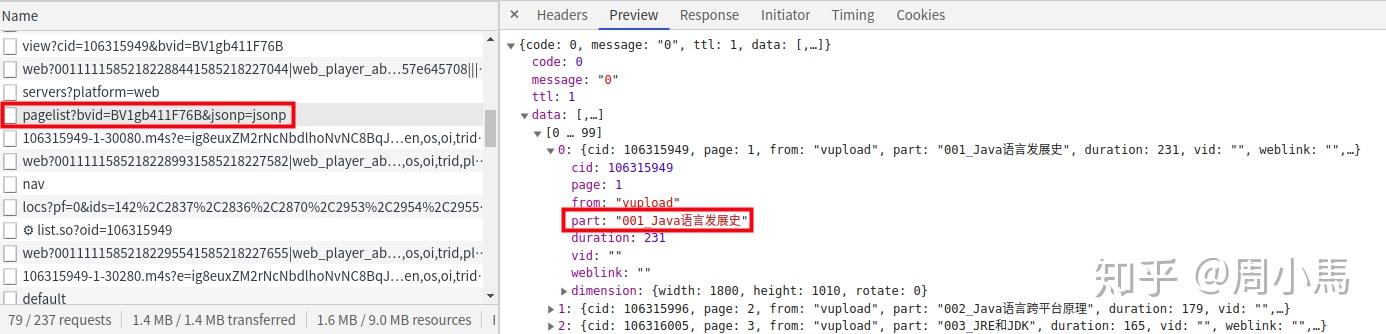 Name
view?cid=106315949&bvid=BV1gb411F76B
web?001111158521822884415852182​27044|web_player_ab…57e645708|||…
servers?platform=web
pagelist?bvid=BV1gb411F76B&jsonp=jsonp
106315949-1-30080.m4s?e=ig8euxZM2rNcNbdlhoNvNC8BqJ…en,os,oi,trid…
web?001111158521822899315852182​27582|web_player_ab…,os,oi,trid,pl…
nav
locs?pf=0&ids=142%2C2837%2C2836%2C2870%2C2953%2C2954%2C2955…
list.so?oid=106315949
web?001111158521822955415852182​27655|web_player_ab…,os,oi,trid,pl…
106315949-1-30280.m4s?e=ig8euxZM2rNcNbdlhoNvNC8BqJ…en,os,oi,trid…
default
79 / 237 requests 1.4 MB / 1.4 MB transferred 1.6 MB / 9.0 MB resources
× Headers Preview Response Initiator Timing Cookies
▼{code: 0, message: "0", ttl: 1, data: [,…]}
code: 0
message: "0"
ttl: 1
▼data: [,…]
▼[0 … 99]
▼0: {cid: 106315949, page: 1, from: "vupload", part: "001_Java语言发展史", duration: 231, vid: "", weblink: "",…}
cid: 106315949
page: 1
from: "vupload"
part: "001_Java语言发展史"
duration: 231
vid: ""
weblink: ""
▶dimension: {width: 1800, height: 1010, rotate: 0}
▶1: {cid: 106315996, page: 2, from: "vupload", part: "002_Java语言跨平台原理", duration: 179, vid: "",…}
▶2: {cid: 106316005, page: 3, from: "vupload", part: "003_JRE和JDK", duration: 165, vid: "", weblink: "",…}
知乎 @周小馬